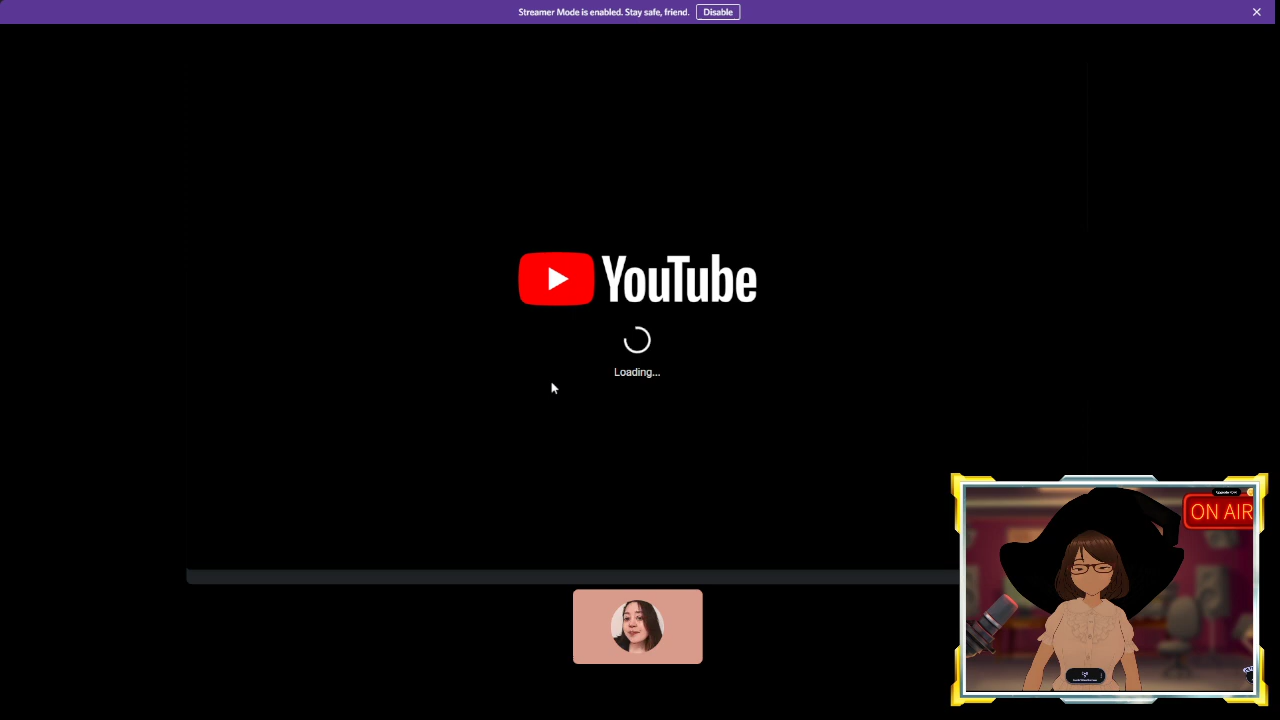 Streamer Mode is enabled. Stay safe, friend. Disable
YouTube
Loading...
ON AIR